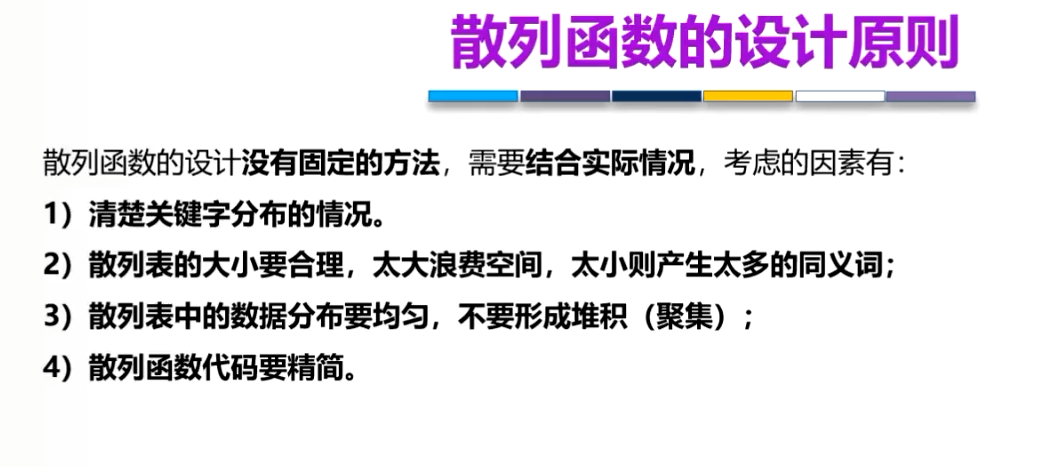 散列函数的设计原则
散列函数的设计没有固定的方法，需要结合实际情况，考虑的因素有：
1）清楚关键字分布的情况。
2）散列表的大小要合理，太大浪费空间，太小则产生太多的同义词；
3）散列表中的数据分布要均匀，不要形成堆积（聚集）；
4）散列函数代码要精简。